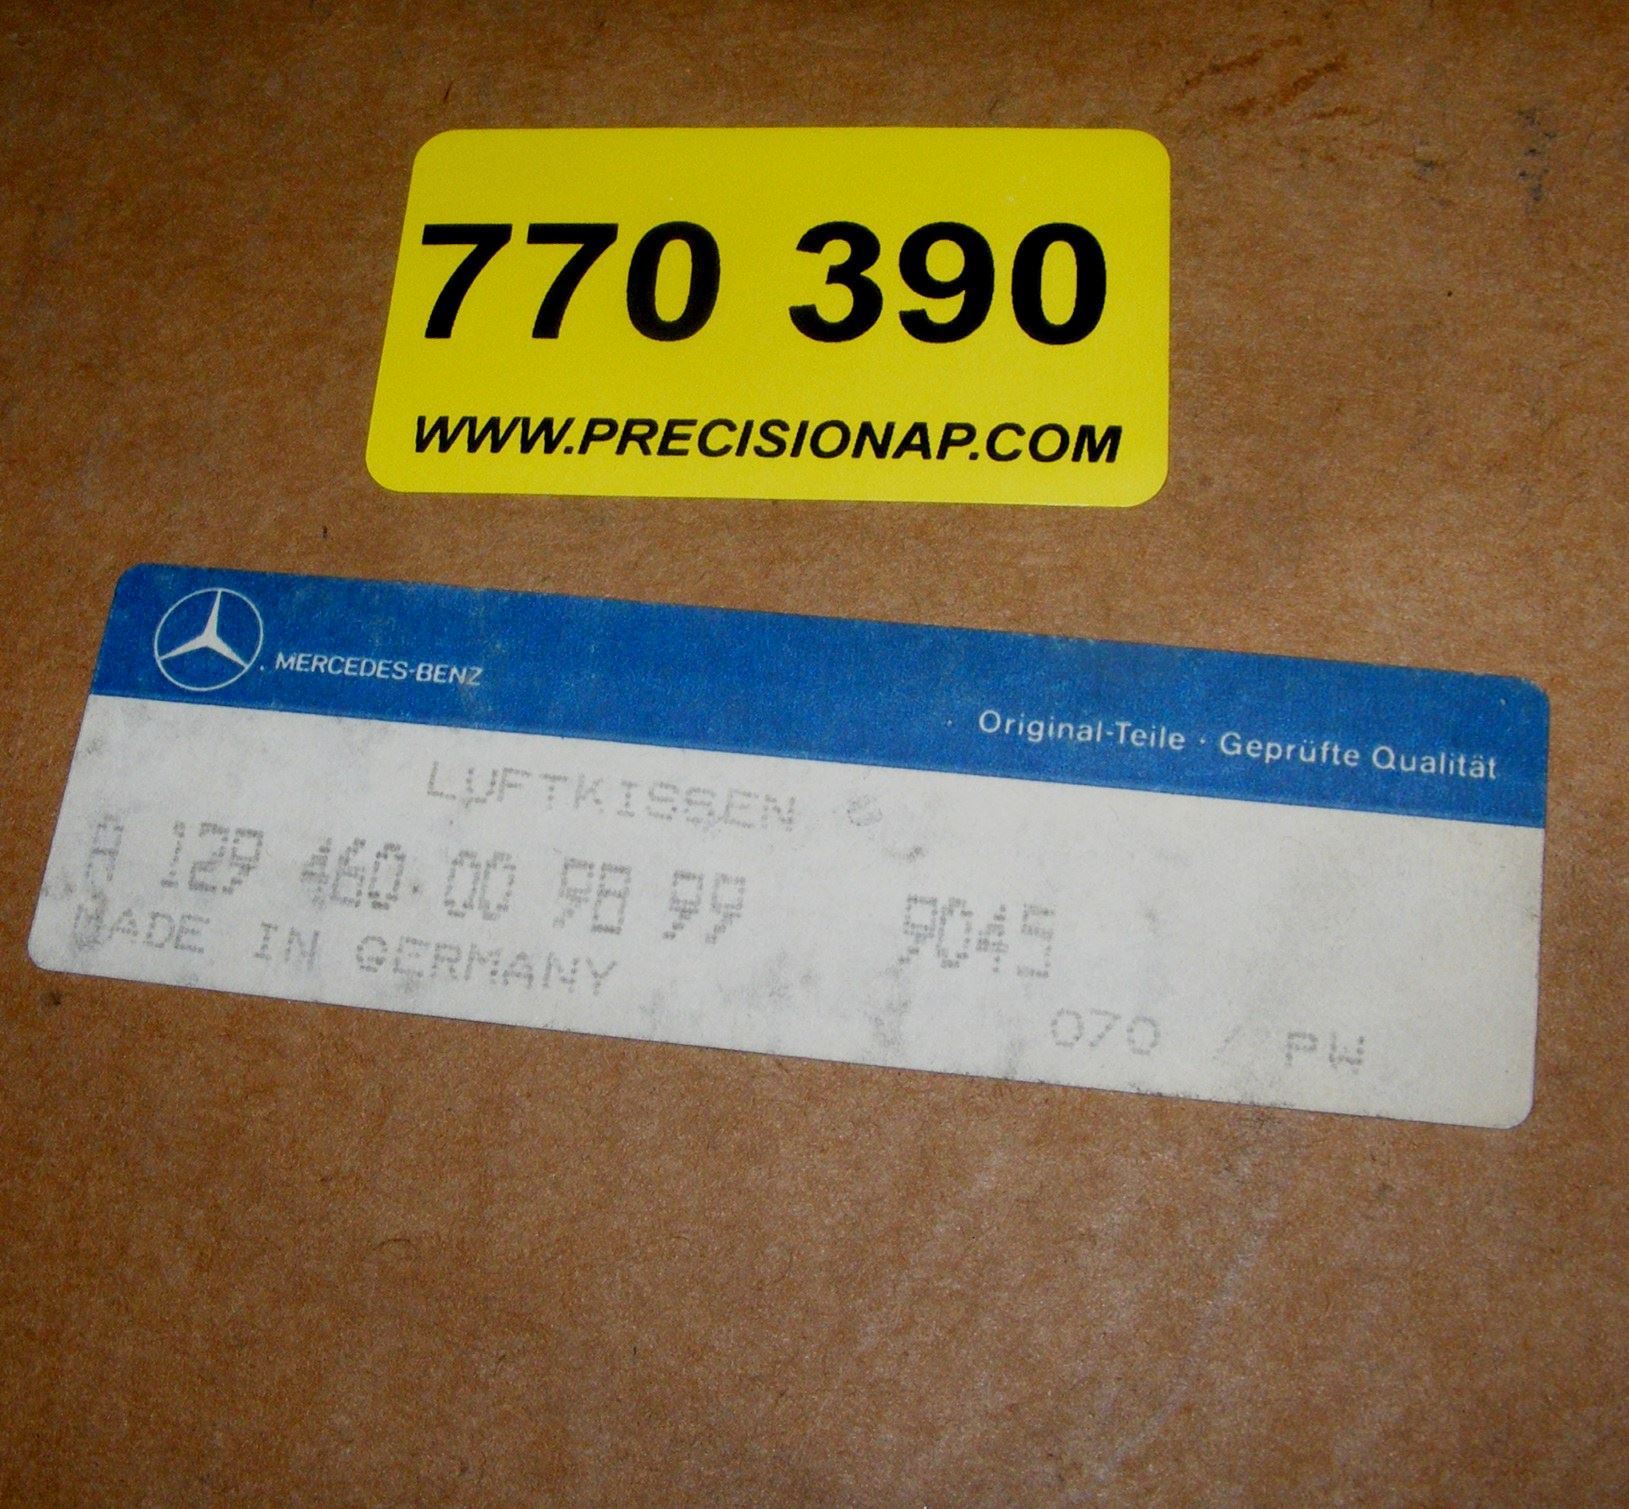 770 390
WWW.PRECISIONAP.COM
MERCEDES-BENZ
Original-Teile · Geprüfte Qualität
LUFTKISSEN
A 129 460 00 98 99 9045
MADE IN GERMANY
070 / PW